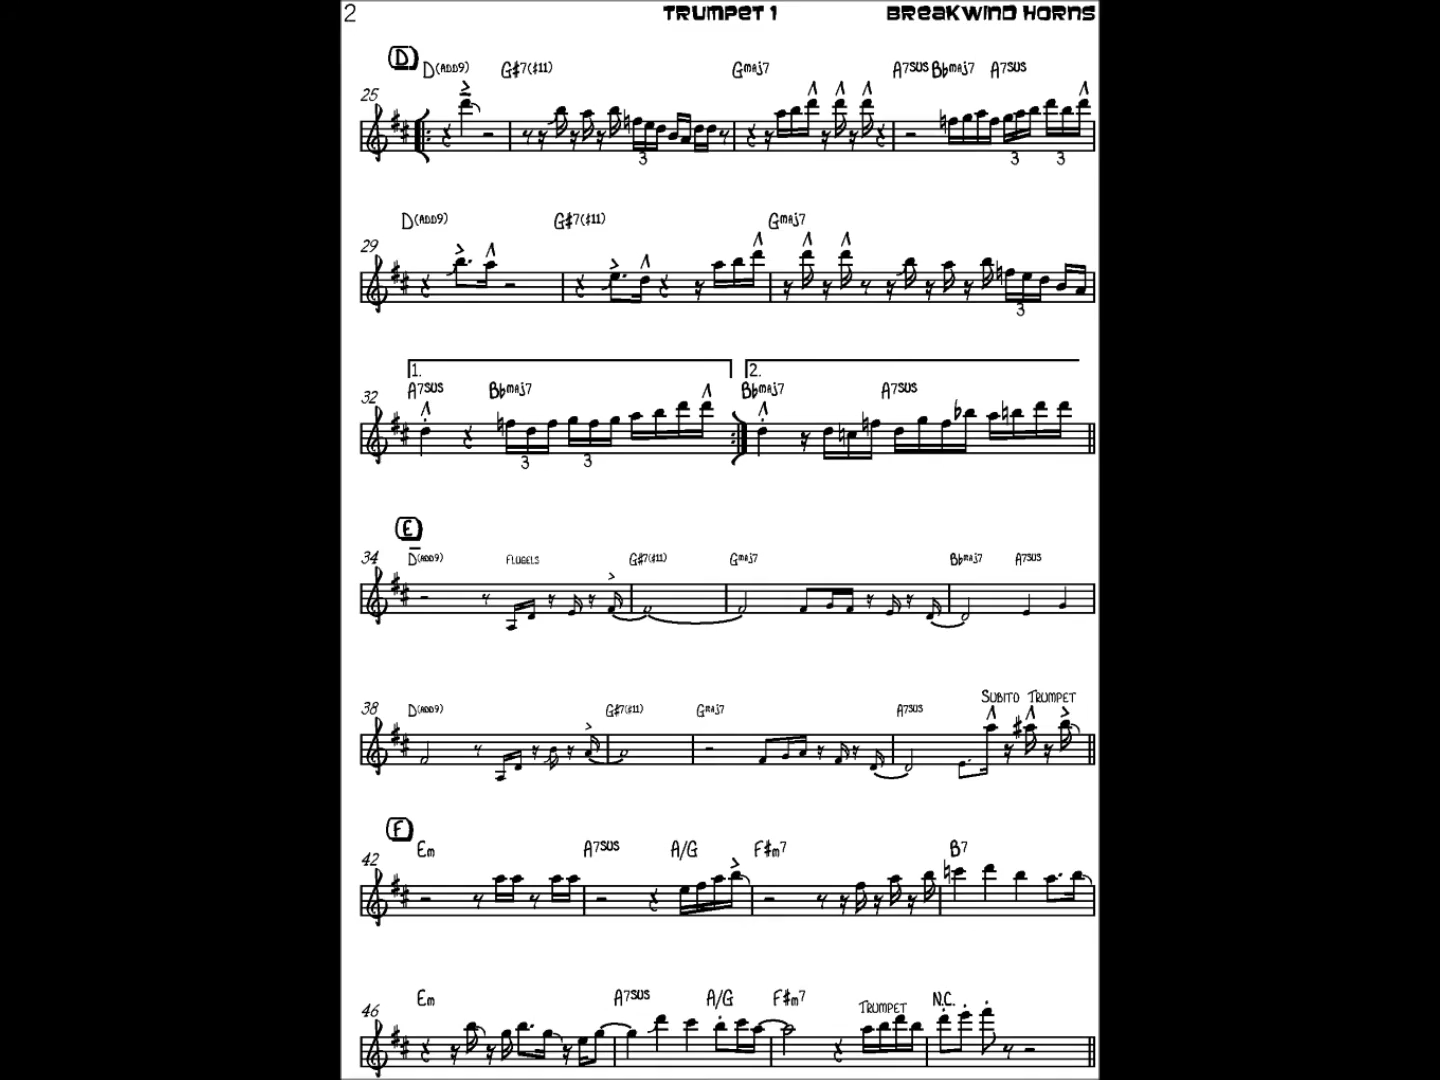 2 Trumpet 1 Breakwind Horns
D
D(ADD9) G♯7(♯11) Gmaj7 A7sus B♭maj7 A7sus
25
3 3 3
D(ADD9) G♯7(♯11) Gmaj7
29
3
1. 2.
A7sus B♭maj7 B♭maj7 A7sus
32
3 3
E
34 D(ADD9) Flugels G♯7(♯11) Gmaj7 B♭maj7 A7sus
Subito Trumpet
38 D(ADD9) G♯7(♯11) Gmaj7 A7sus
F
Em A7sus A/G F♯m7 B7
42
Em A7sus A/G F♯m7 Trumpet N.C.
46